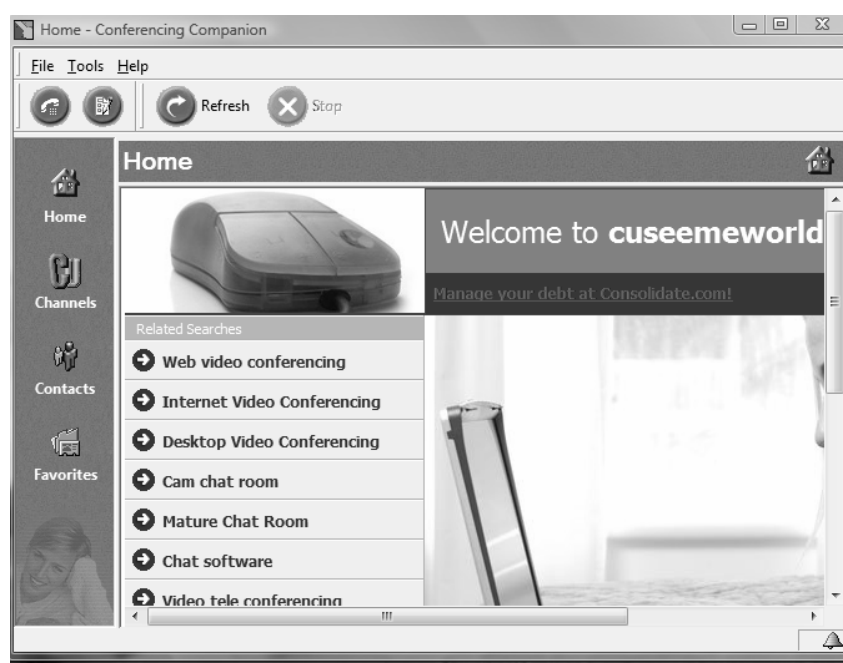 Home - Conferencing Companion
File Tools Help
Refresh Stop
Home
Home
CU
Channels
Contacts
Favorites
Welcome to cuseemeworld
Manage your debt at Consolidate.com!
Related Searches
Web video conferencing
Internet Video Conferencing
Desktop Video Conferencing
Cam chat room
Mature Chat Room
Chat software
Video tele conferencing